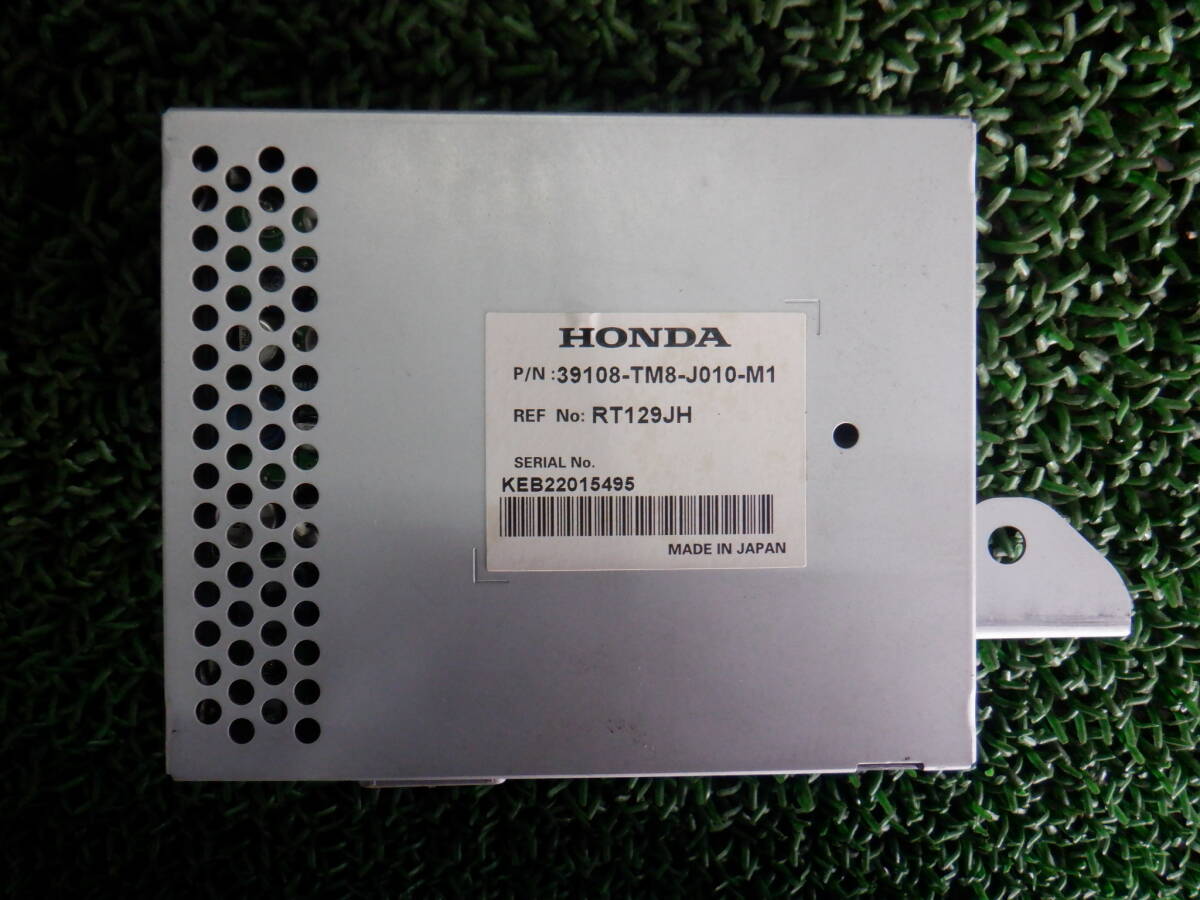 HONDA
P/N :39108-TM8-J010-M1
REF No: RT129JH
SERIAL No.
KEB22015495
MADE IN JAPAN